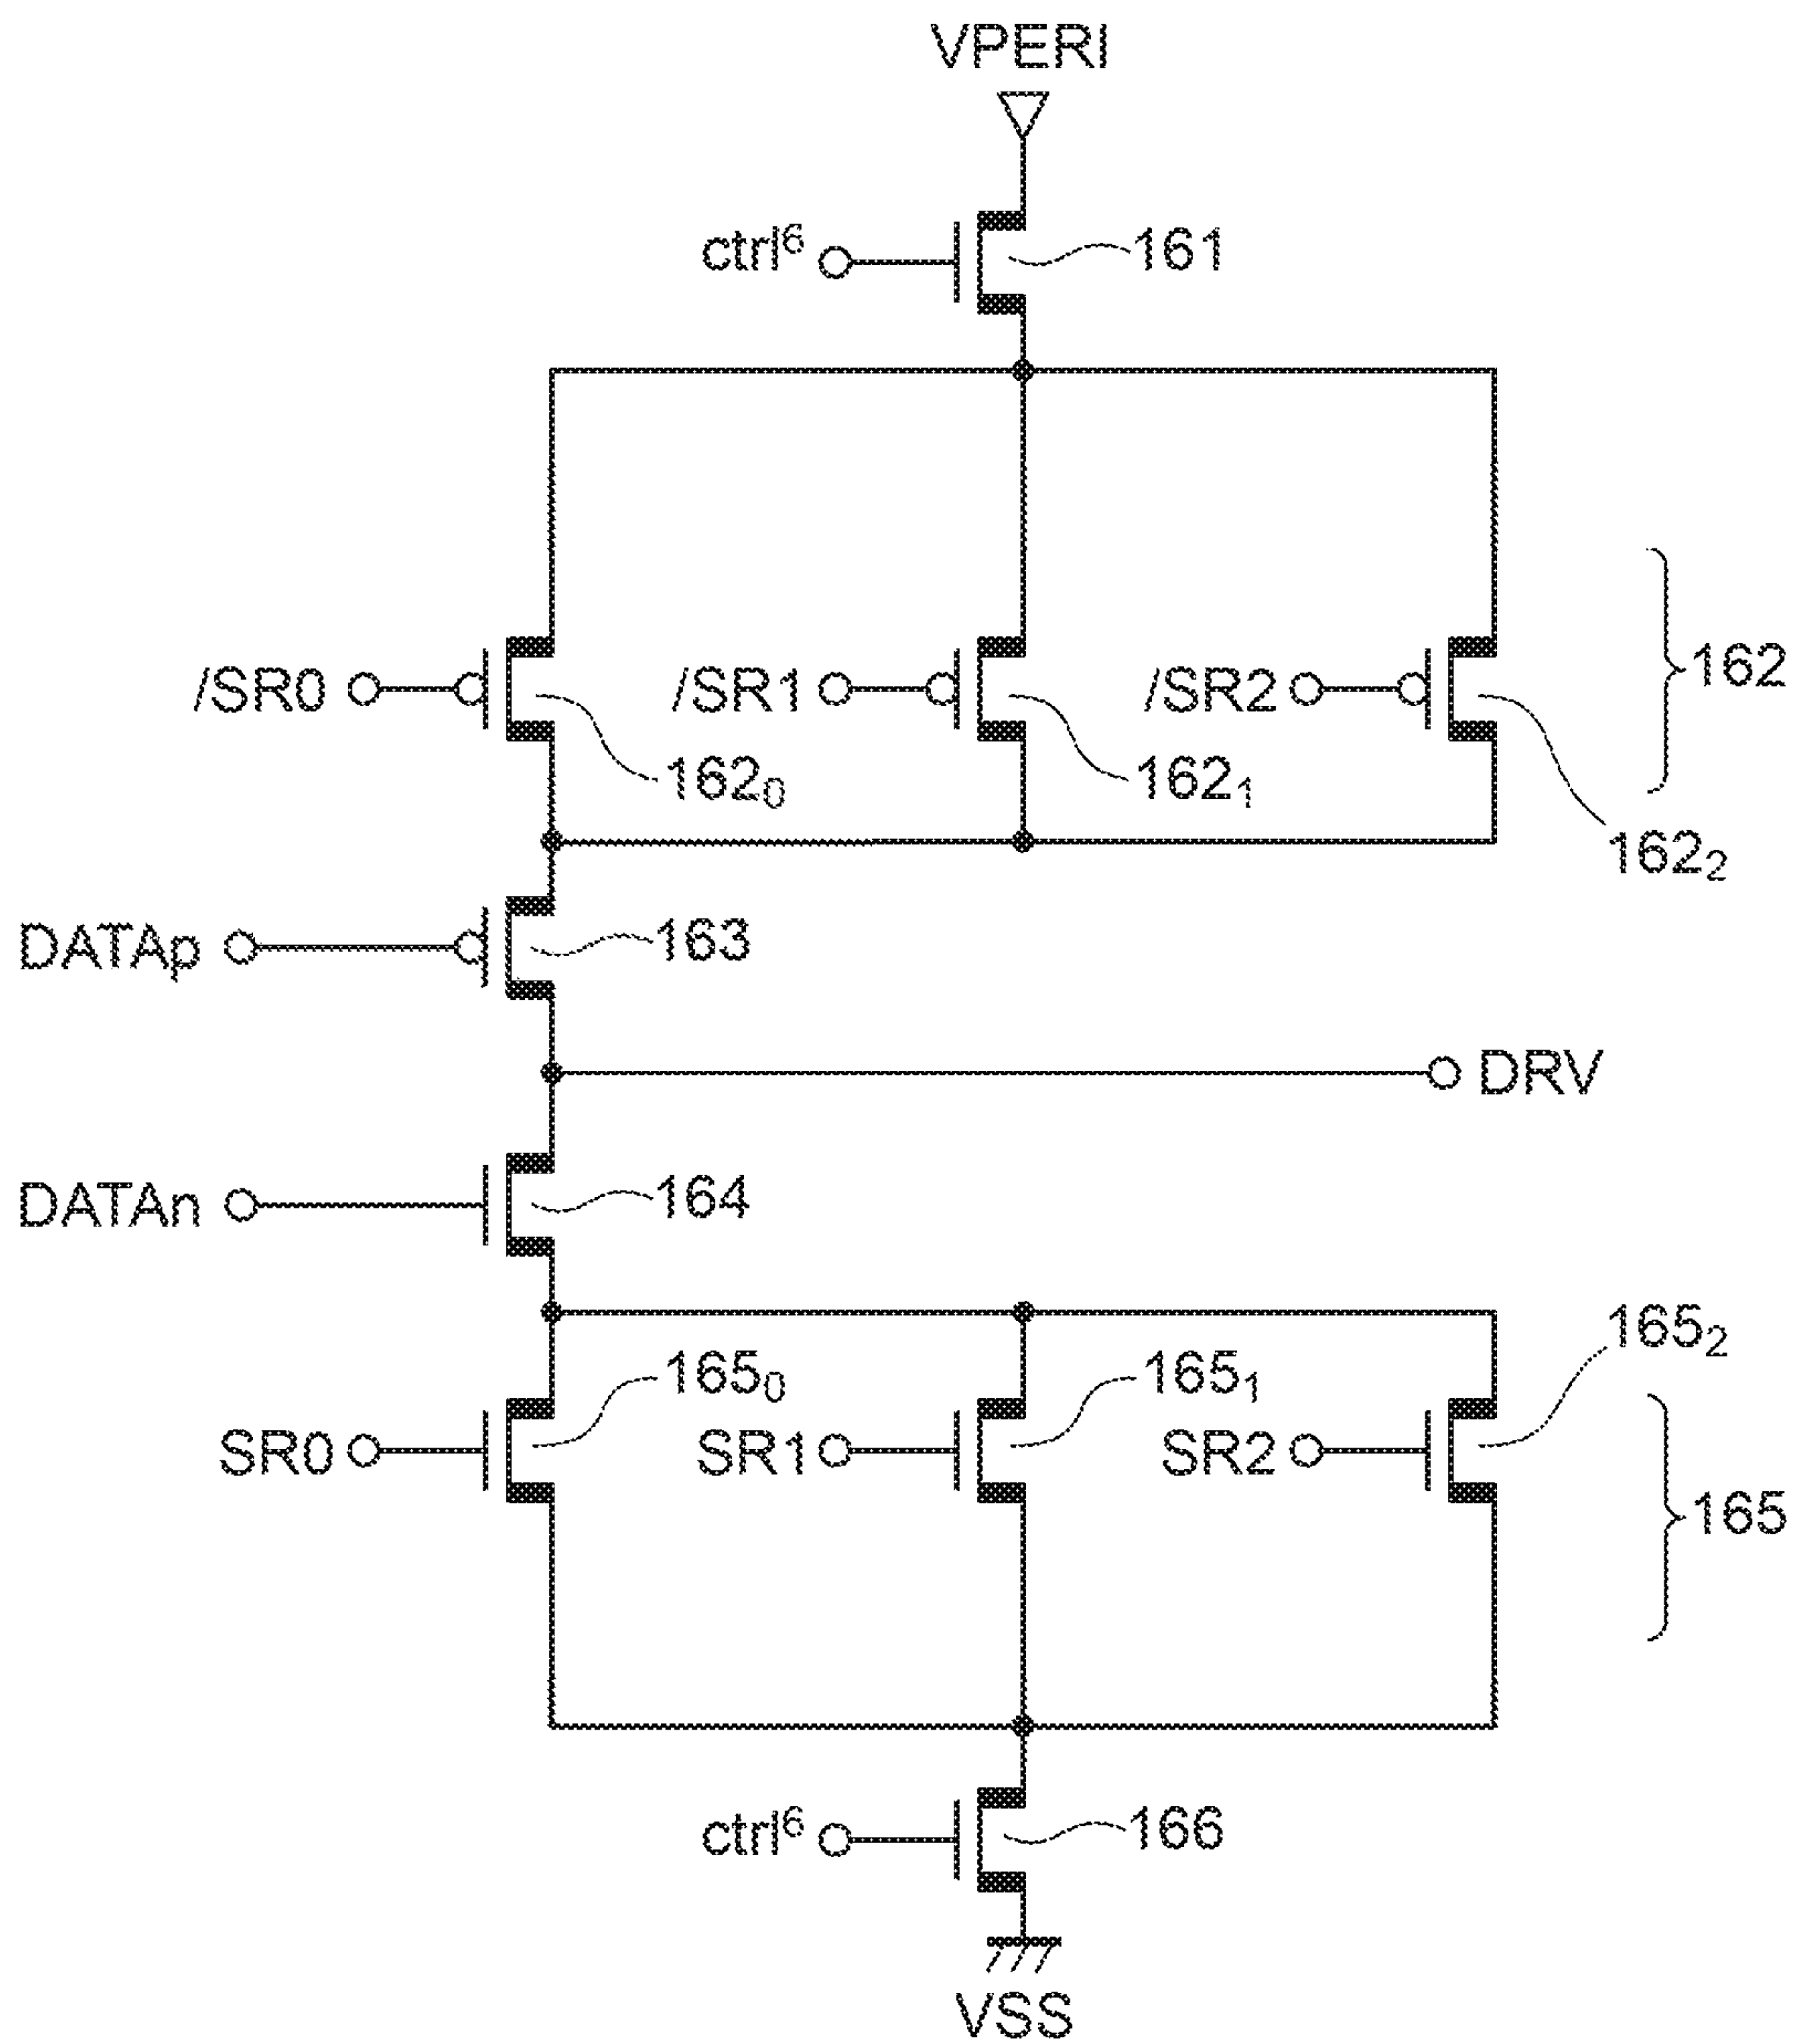 VPERI
ctrl⁶
161
/SR0
/SR1
/SR2
162
162₀
162₁
162₂
DATAp
163
DRV
DATAn
164
165₀
165₁
165₂
SR0
SR1
SR2
165
ctrl⁶
166
VSS